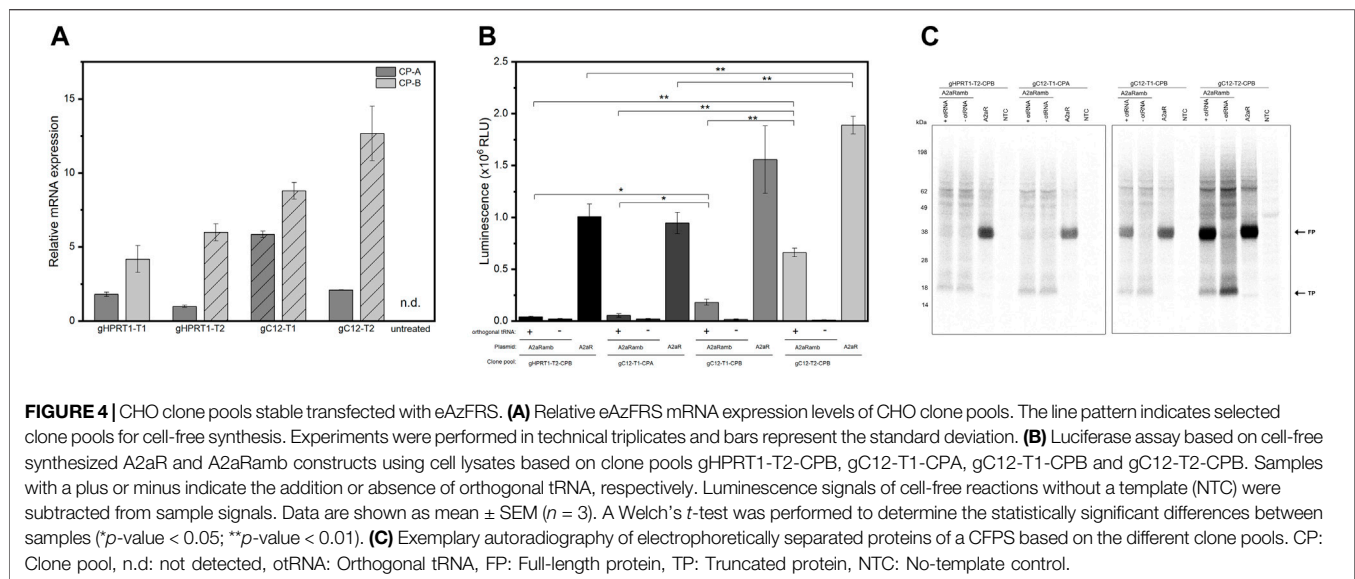 A
Relative mRNA expression
15
10
5
0
CP-A
CP-B
n.d.
gHPRT1-T1 gHPRT1-T2 gC12-T1 gC12-T2 untreated
B
Luminescence (x10⁶ RLU)
2.5
2.0
1.5
1.0
0.5
0.0
**
**
**
**
**
*
*
orthogonal tRNA: + - + - + - + -
Plasmid: A2aRamb A2aR A2aRamb A2aR A2aRamb A2aR A2aRamb A2aR
Clone pool: gHPRT1-T2-CPB gC12-T1-CPA gC12-T1-CPB gC12-T2-CPB
C
gHPRT1-T2-CPB gC12-T1-CPA gC12-T1-CPB gC12-T2-CPB
A2aRamb A2aRamb A2aRamb A2aRamb
+ otRNA - otRNA A2aR NTC + otRNA - otRNA A2aR NTC + otRNA - otRNA A2aR NTC + otRNA - otRNA A2aR NTC
kDa
198
62
49
38
18
14
← FP
← TP
FIGURE 4 | CHO clone pools stable transfected with eAzFRS. (A) Relative eAzFRS mRNA expression levels of CHO clone pools. The line pattern indicates selected
clone pools for cell-free synthesis. Experiments were performed in technical triplicates and bars represent the standard deviation. (B) Luciferase assay based on cell-free
synthesized A2aR and A2aRamb constructs using cell lysates based on clone pools gHPRT1-T2-CPB, gC12-T1-CPA, gC12-T1-CPB and gC12-T2-CPB. Samples
with a plus or minus indicate the addition or absence of orthogonal tRNA, respectively. Luminescence signals of cell-free reactions without a template (NTC) were
subtracted from sample signals. Data are shown as mean ± SEM (n = 3). A Welch's t-test was performed to determine the statistically significant differences between
samples (*p-value < 0.05; **p-value < 0.01). (C) Exemplary autoradiography of electrophoretically separated proteins of a CFPS based on the different clone pools. CP:
Clone pool, n.d: not detected, otRNA: Orthogonal tRNA, FP: Full-length protein, TP: Truncated protein, NTC: No-template control.